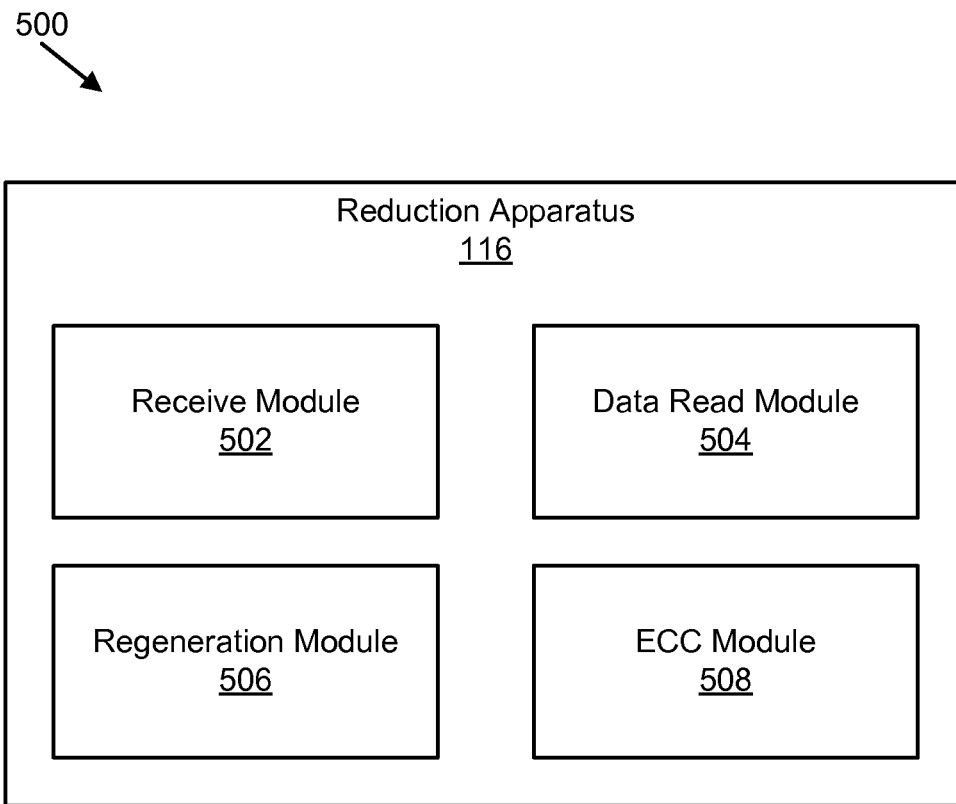 500
Reduction Apparatus
116
Receive Module
502
Data Read Module
504
Regeneration Module
506
ECC Module
508